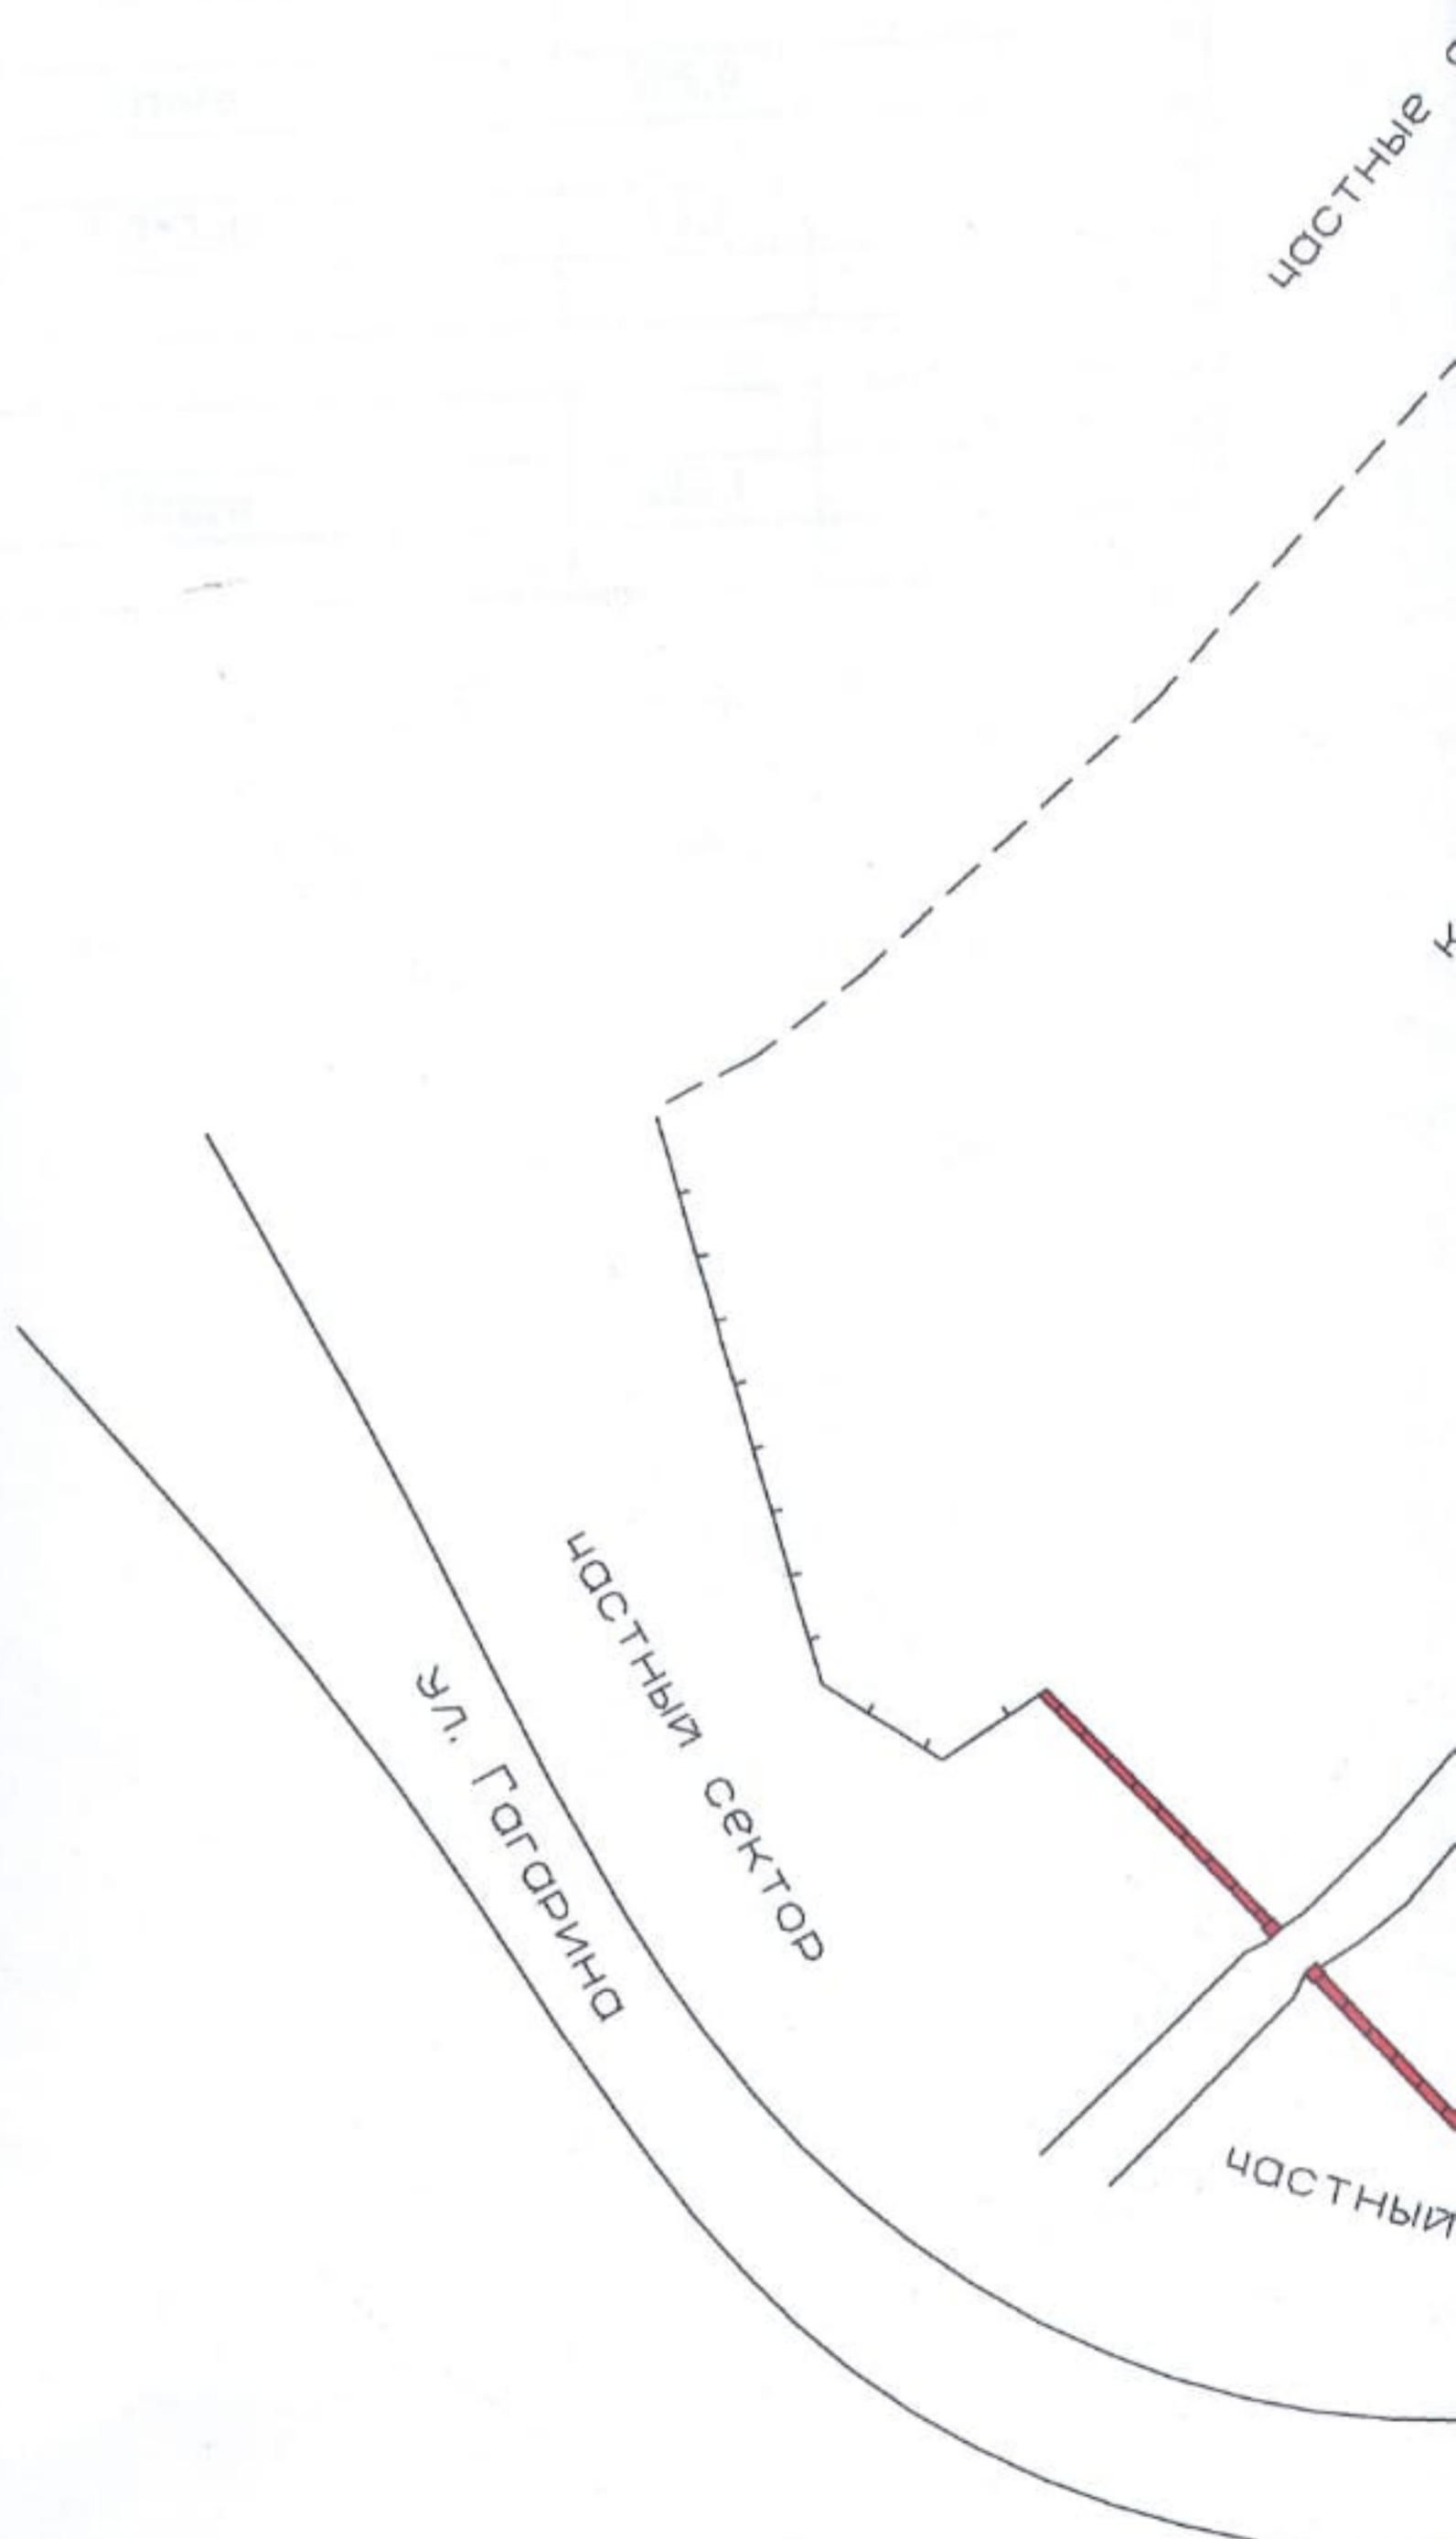 частные
частный сектор
ул. Гагарина
частный